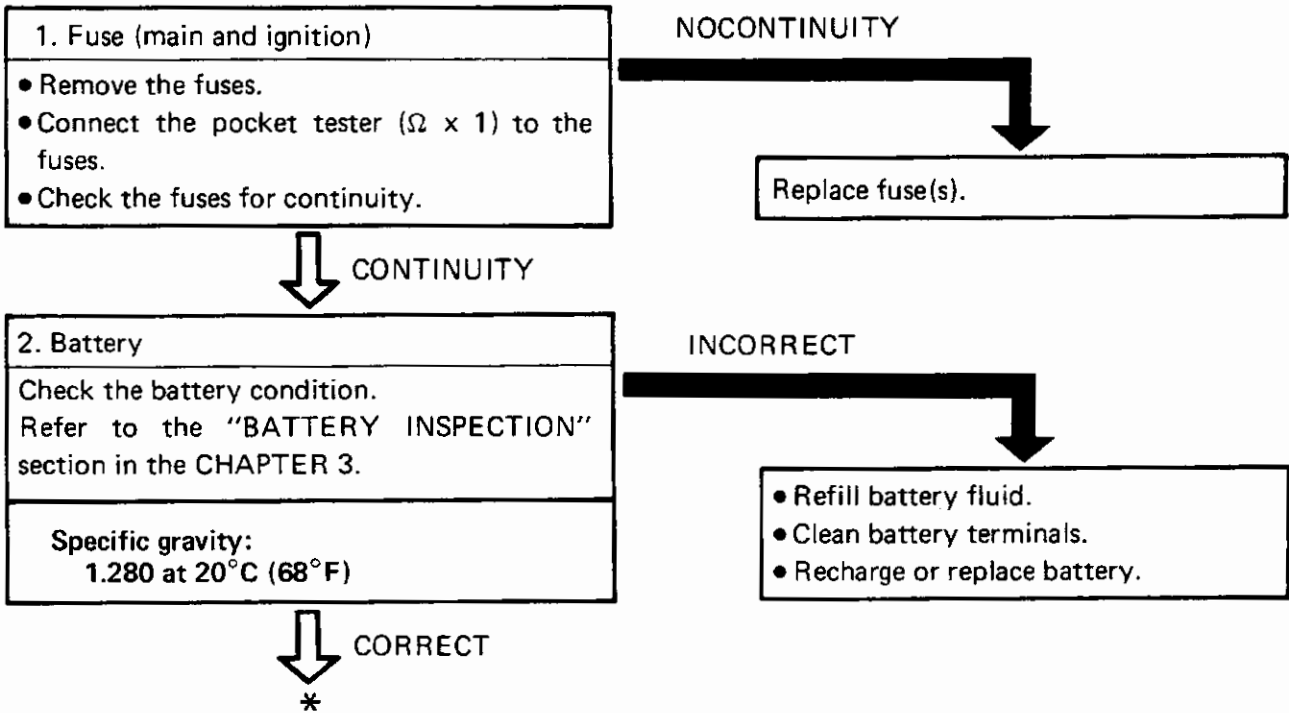 1. Fuse (main and ignition)
• Remove the fuses.
• Connect the pocket tester (Ω x 1) to the
fuses.
• Check the fuses for continuity.
NOCONTINUITY
Replace fuse(s).
CONTINUITY
2. Battery
Check the battery condition.
Refer to the "BATTERY INSPECTION"
section in the CHAPTER 3.
Specific gravity:
1.280 at 20°C (68°F)
INCORRECT
• Refill battery fluid.
• Clean battery terminals.
• Recharge or replace battery.
CORRECT
*